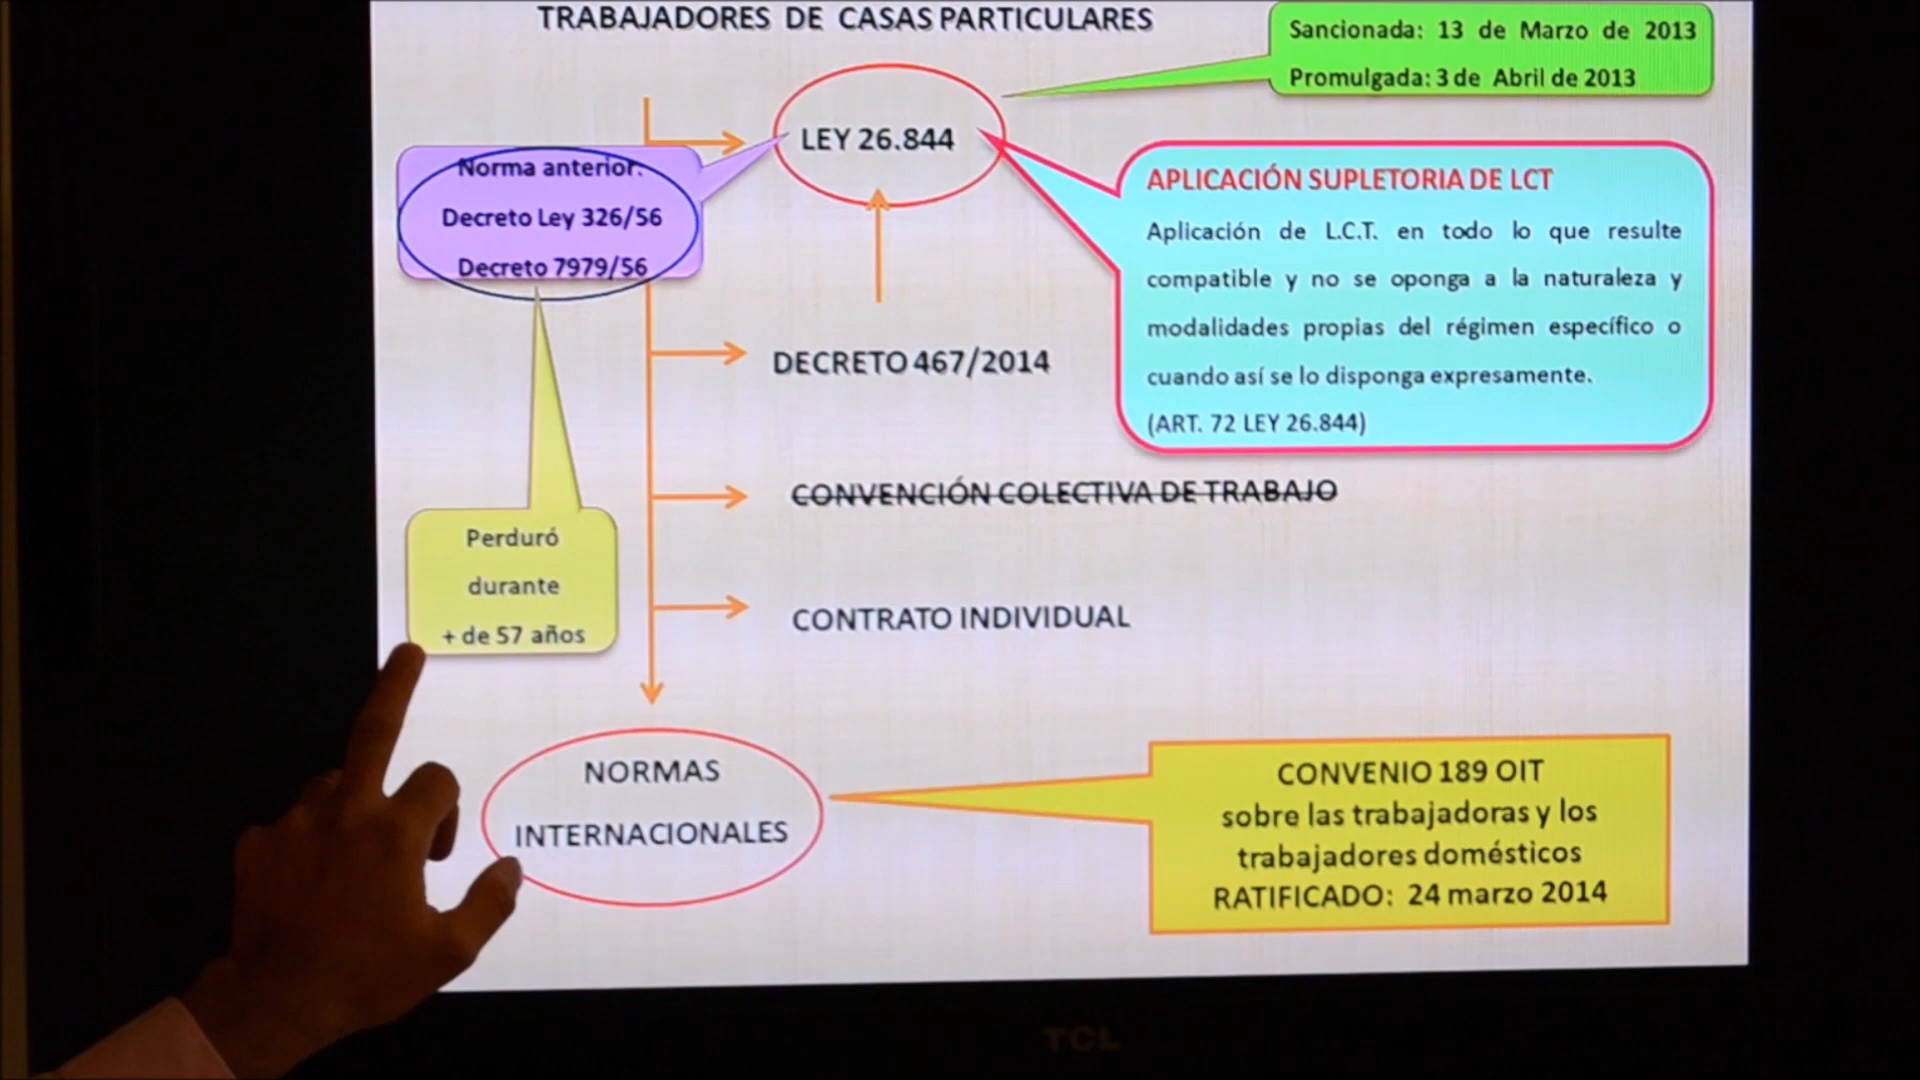 TRABAJADORES DE CASAS PARTICULARES
Sancionada: 13 de Marzo de 2013
Promulgada: 3 de Abril de 2013
LEY 26.844
Norma anterior:
Decreto Ley 326/56
Decreto 7979/56
APLICACIÓN SUPLETORIA DE LCT
Aplicación de L.C.T. en todo lo que resulte
compatible y no se oponga a la naturaleza y
modalidades propias del régimen específico o
cuando así se lo disponga expresamente.
(ART. 72 LEY 26.844)
DECRETO 467/2014
CONVENCIÓN COLECTIVA DE TRABAJO
Perduró
durante
+ de 57 años
CONTRATO INDIVIDUAL
NORMAS
INTERNACIONALES
CONVENIO 189 OIT
sobre las trabajadoras y los
trabajadores domésticos
RATIFICADO: 24 marzo 2014
TCL